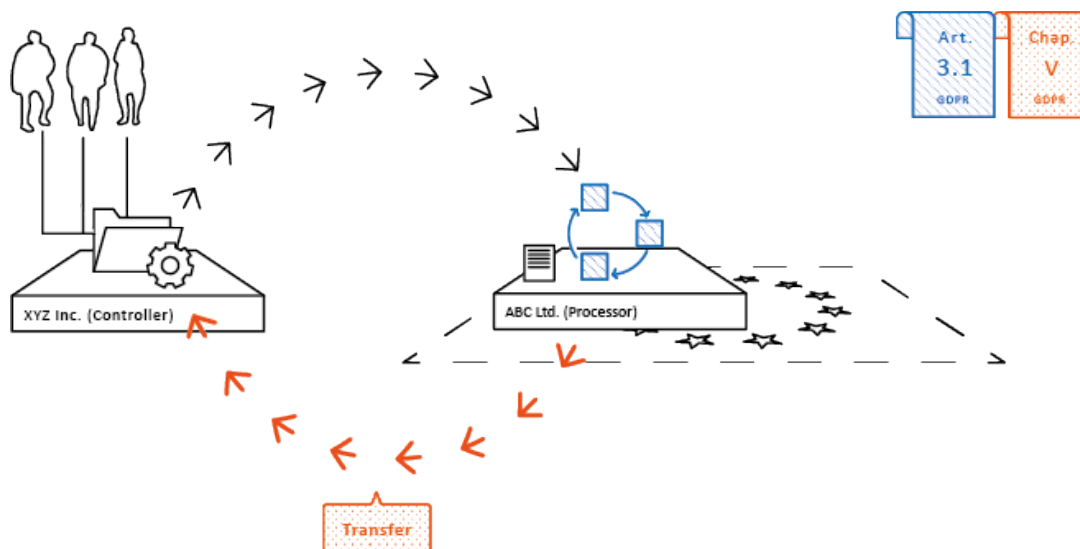 Art.
3.1
GDPR
Chap.
V
GDPR
XYZ Inc. (Controller)
ABC Ltd. (Processor)
Transfer